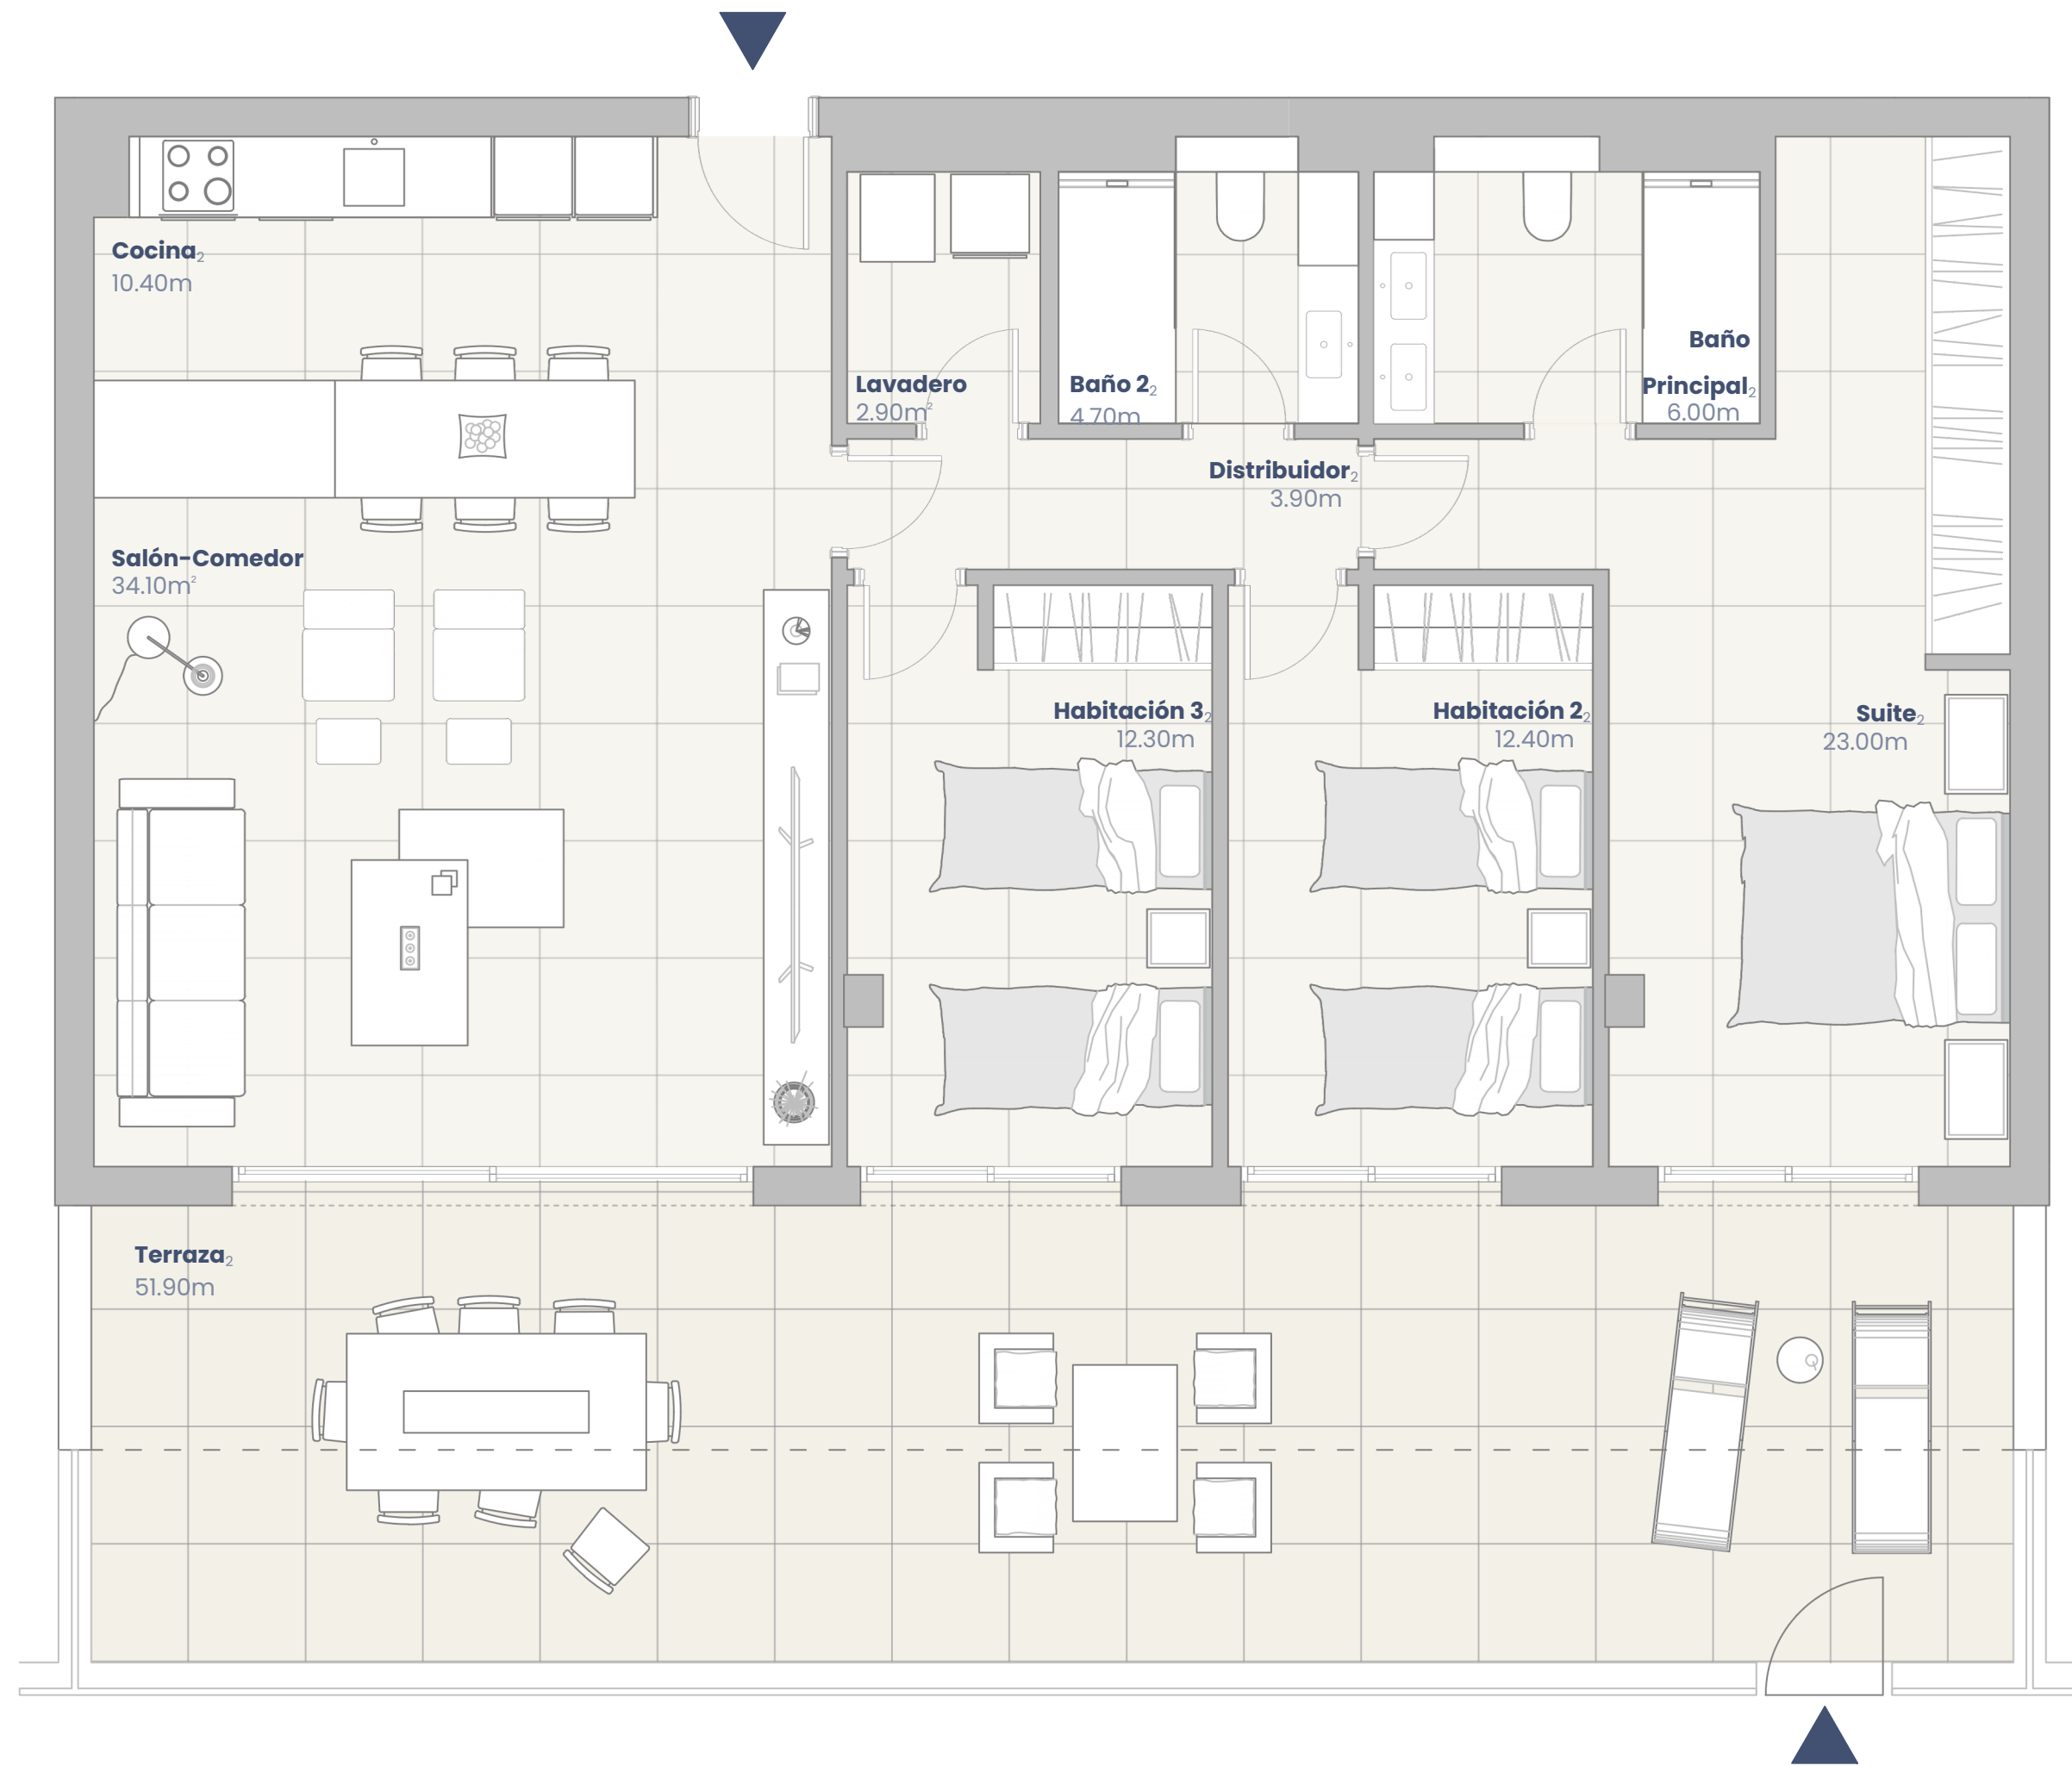 Cocina2
10.40m
Lavadero
2.90m²
Baño 22
4.70m
Baño
Principal2
6.00m
Distribuidor2
3.90m
Salón-Comedor
34.10m²
Habitación 32
12.30m
Habitación 22
12.40m
Suite2
23.00m
Terraza2
51.90m